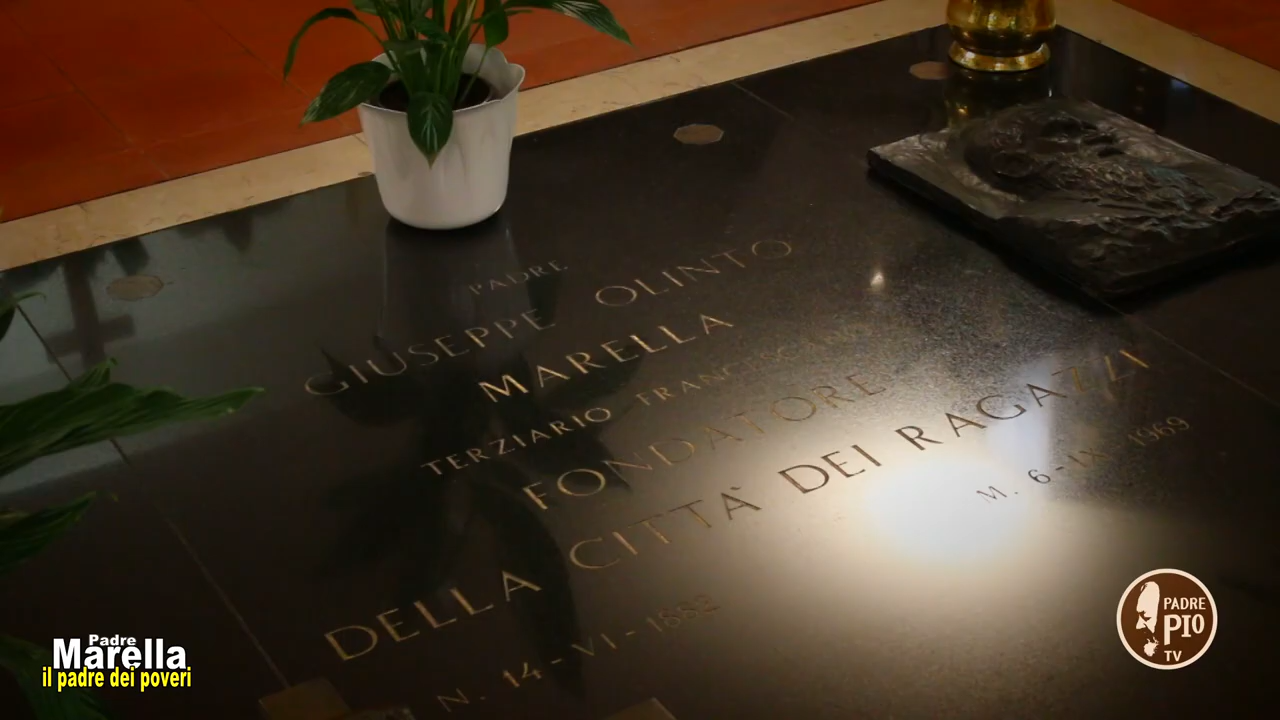 PADRE
GIUSEPPE OLINTO
MARELLA
TERZIARIO FRANCESCANO
FONDATORE
DELLA CITTÀ DEI RAGAZZI
N. 14-VI-1882
M. 6-IX-1969
Padre
Marella
il padre dei poveri
PADRE
PIO
TV